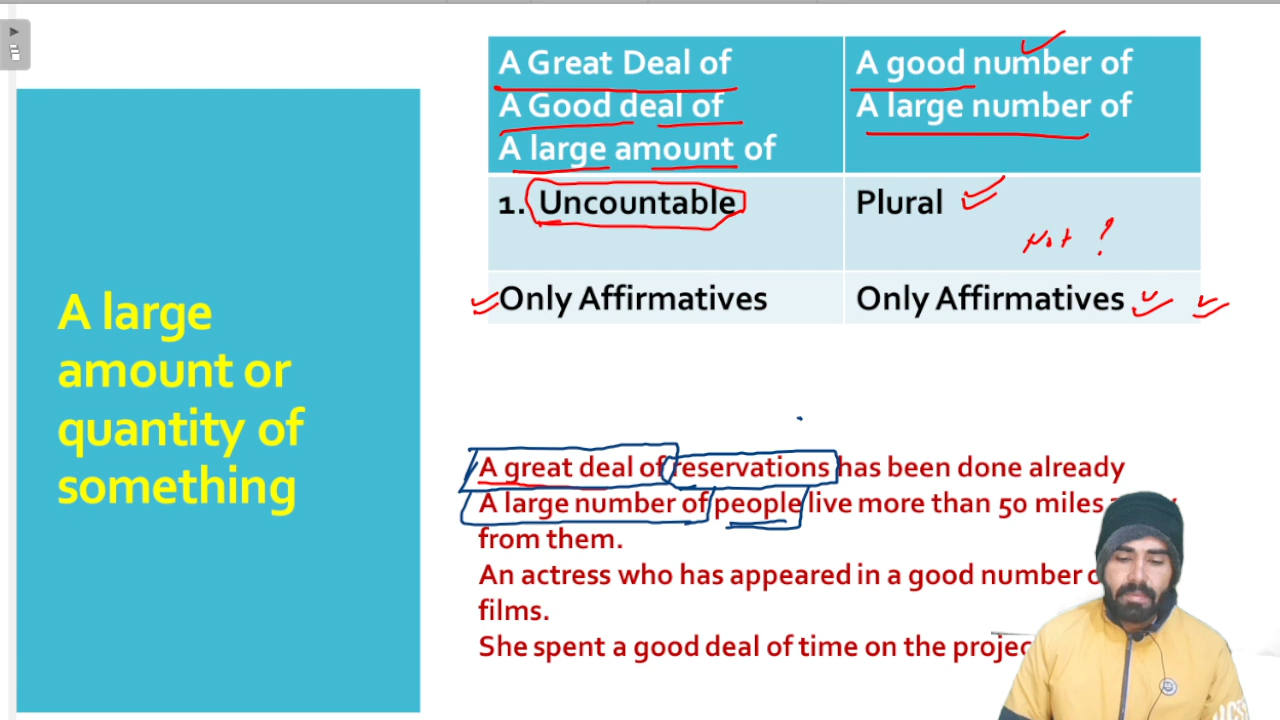 A large
amount or
quantity of
something
A Great Deal of
A Good deal of
A large amount of
A good number of
A large number of
1. Uncountable
Plural
Not ?
Only Affirmatives
Only Affirmatives
A great deal of reservations has been done already
A large number of people live more than 50 miles
from them.
An actress who has appeared in a good number
films.
She spent a good deal of time on the